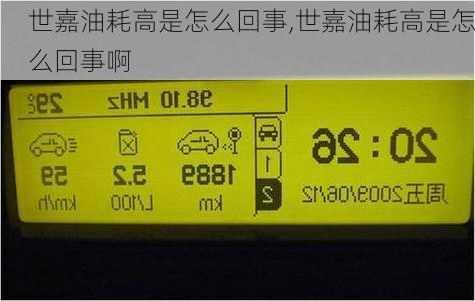 世嘉油耗高是怎么回事,世嘉油耗高是怎
么回事啊
98.10 MHz 29°C
20:26
1
1889 5.2 59
2
km L/100 km/h
周五2009/06/12